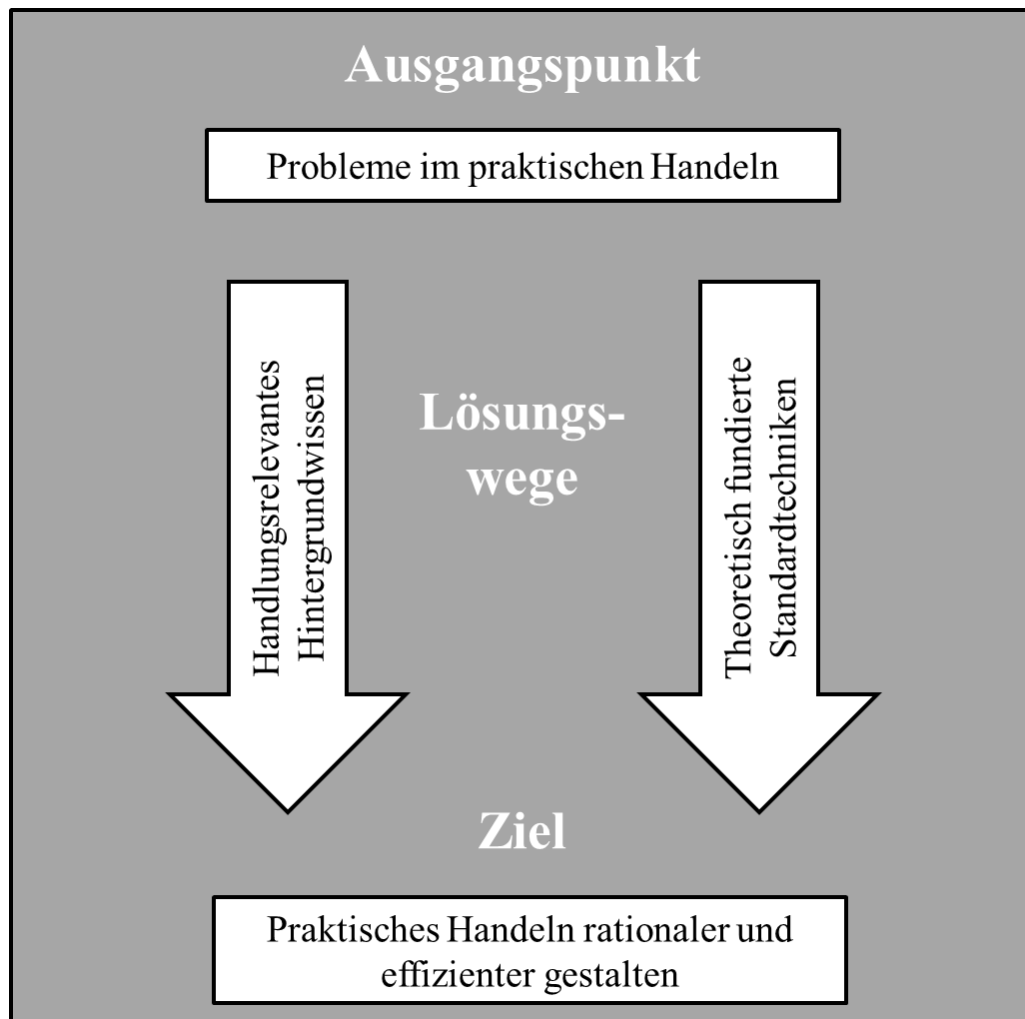 Ausgangspunkt
Probleme im praktischen Handeln
Handlungsrelevantes
Hintergrundwissen
Lösungs-
wege
Theoretisch fundierte
Standardtechniken
Ziel
Praktisches Handeln rationaler und
effizienter gestalten